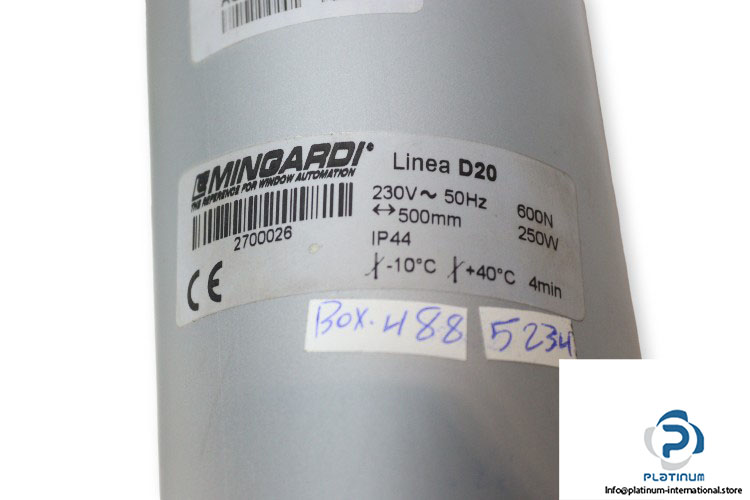 MINGARDI
THE REFERENCE FOR WINDOW AUTOMATION
2700026
CE
Linea D20
230V ~ 50Hz 600N
↔500mm 250W
IP44
-10°C +40°C 4min
BOX.488
5234
PLATINUM
Info@platinum-international.store